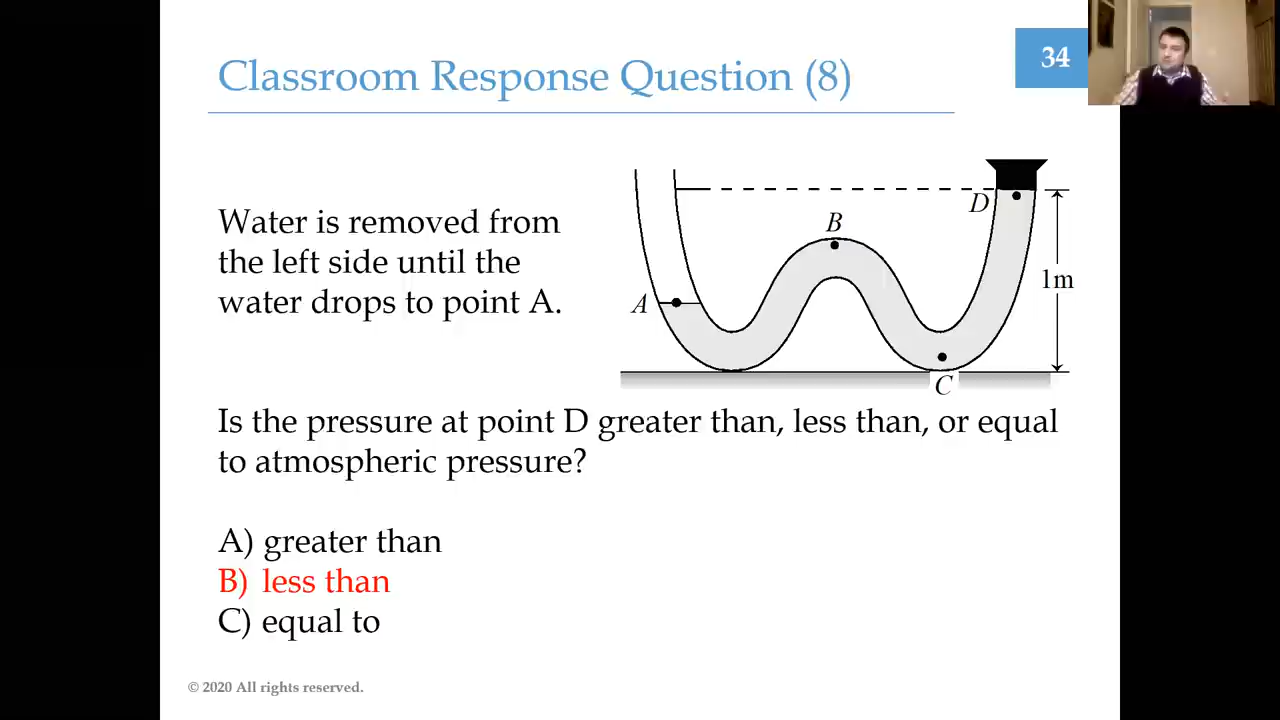 Classroom Response Question (8)
34
Water is removed from
the left side until the
water drops to point A.
A
B
C
D
1m
Is the pressure at point D greater than, less than, or equal
to atmospheric pressure?
A) greater than
B) less than
C) equal to
© 2020 All rights reserved.